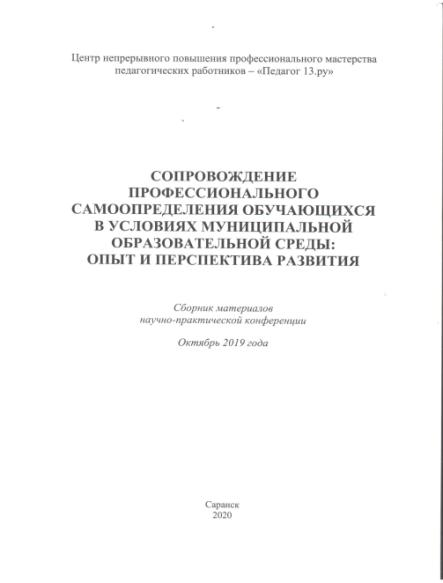 Центр непрерывного повышения профессионального мастерства
педагогических работников – «Педагог 13.ру»
СОПРОВОЖДЕНИЕ
ПРОФЕССИОНАЛЬНОГО
САМООПРЕДЕЛЕНИЯ ОБУЧАЮЩИХСЯ
В УСЛОВИЯХ МУНИЦИПАЛЬНОЙ
ОБРАЗОВАТЕЛЬНОЙ СРЕДЫ:
ОПЫТ И ПЕРСПЕКТИВА РАЗВИТИЯ
Сборник материалов
научно-практической конференции
Октябрь 2019 года
Саранск
2020